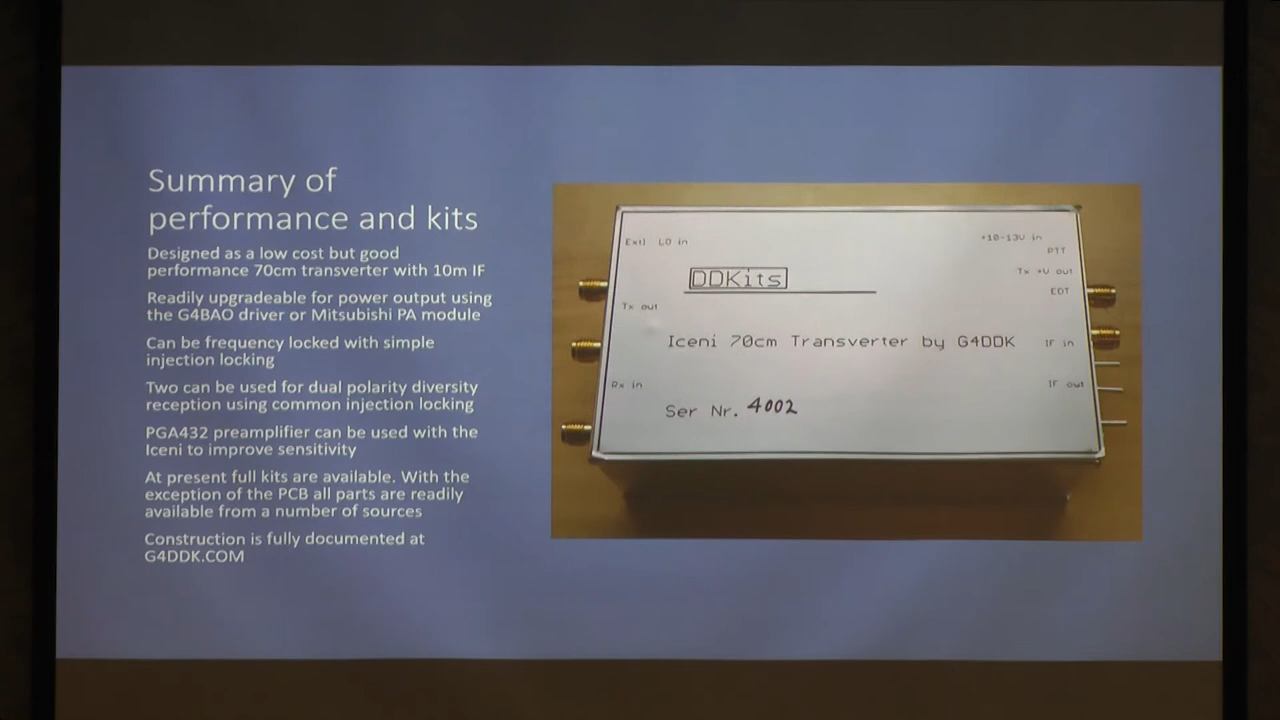 Summary of
performance and kits
Designed as a low cost but good
performance 70cm transverter with 10m IF
Readily upgradeable for power output using
the G4BAO driver or Mitsubishi PA module
Can be frequency locked with simple
injection locking
Two can be used for dual polarity diversity
reception using common injection locking
PGA432 preamplifier can be used with the
Iceni to improve sensitivity
At present full kits are available. With the
exception of the PCB all parts are readily
available from a number of sources
Construction is fully documented at
G4DDK.COM
Extl LO in
+10-13V in
PTT
Tx +V out
EOT
DDKits
Tx out
Iceni 70cm Transverter by G4DDK
IF in
Rx in
IF out
Ser Nr. 4002